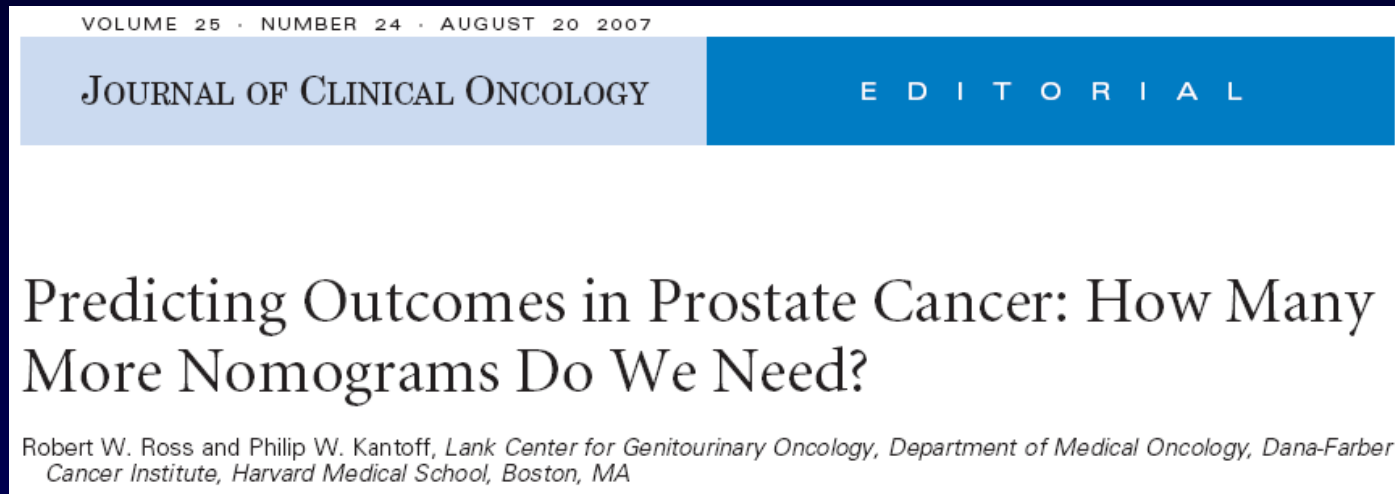 VOLUME 25 · NUMBER 24 · AUGUST 20 2007
JOURNAL OF CLINICAL ONCOLOGY
EDITORIAL
Predicting Outcomes in Prostate Cancer: How Many
More Nomograms Do We Need?
Robert W. Ross and Philip W. Kantoff, Lank Center for Genitourinary Oncology, Department of Medical Oncology, Dana-Farber
Cancer Institute, Harvard Medical School, Boston, MA